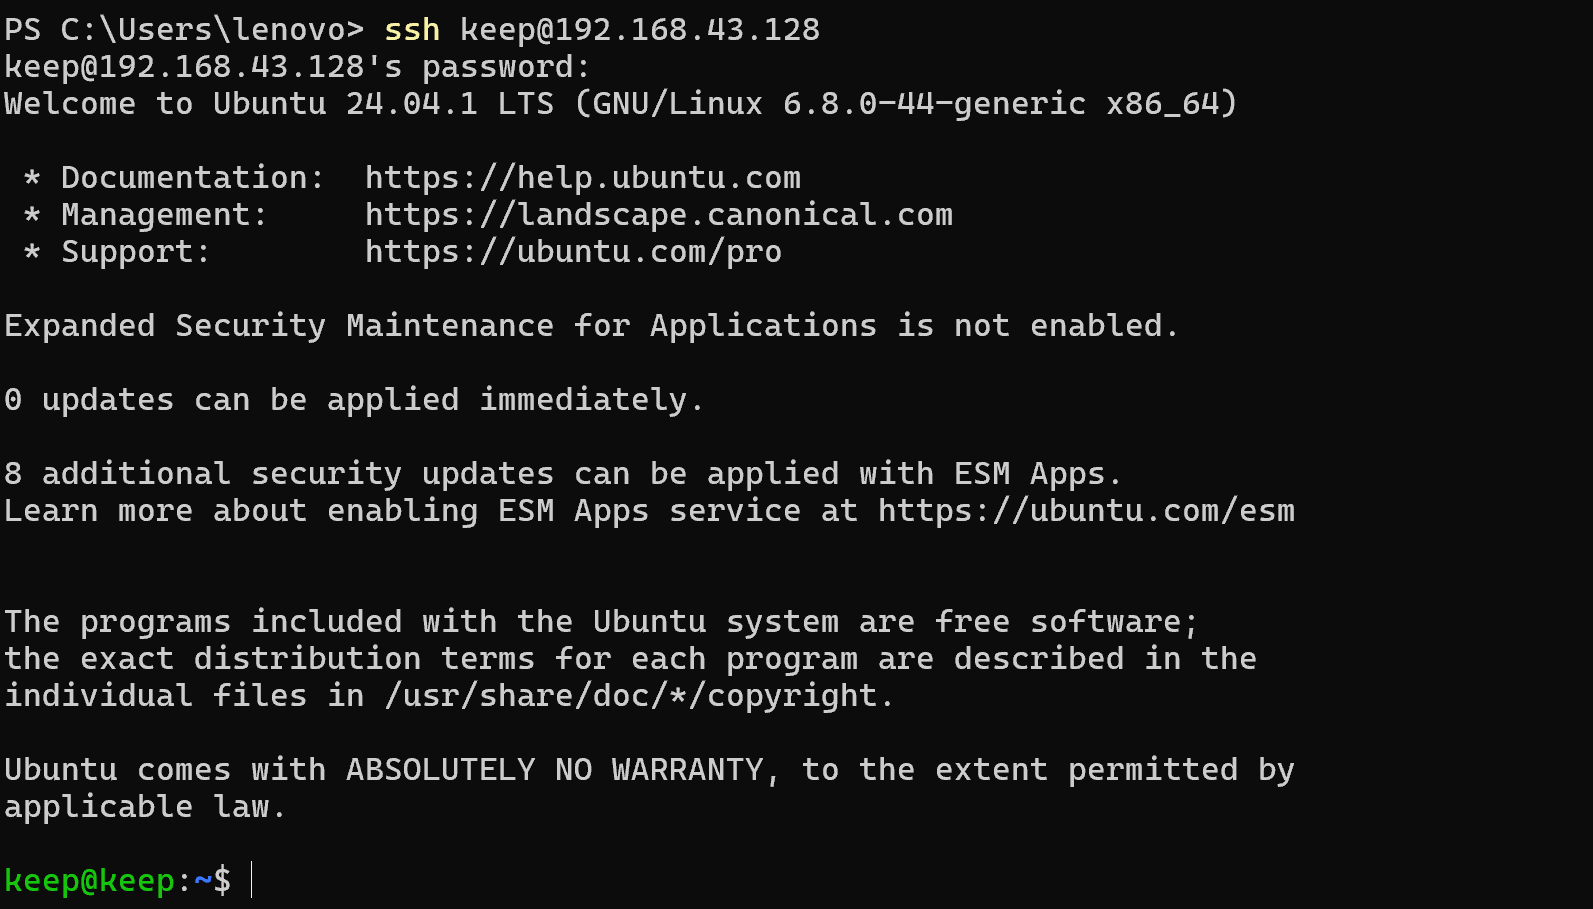 PS C:\Users\lenovo> ssh keep@192.168.43.128
keep@192.168.43.128's password:
Welcome to Ubuntu 24.04.1 LTS (GNU/Linux 6.8.0-44-generic x86_64)

 * Documentation:  https://help.ubuntu.com
 * Management:     https://landscape.canonical.com
 * Support:        https://ubuntu.com/pro

Expanded Security Maintenance for Applications is not enabled.

0 updates can be applied immediately.

8 additional security updates can be applied with ESM Apps.
Learn more about enabling ESM Apps service at https://ubuntu.com/esm


The programs included with the Ubuntu system are free software;
the exact distribution terms for each program are described in the
individual files in /usr/share/doc/*/copyright.

Ubuntu comes with ABSOLUTELY NO WARRANTY, to the extent permitted by
applicable law.

keep@keep:~$